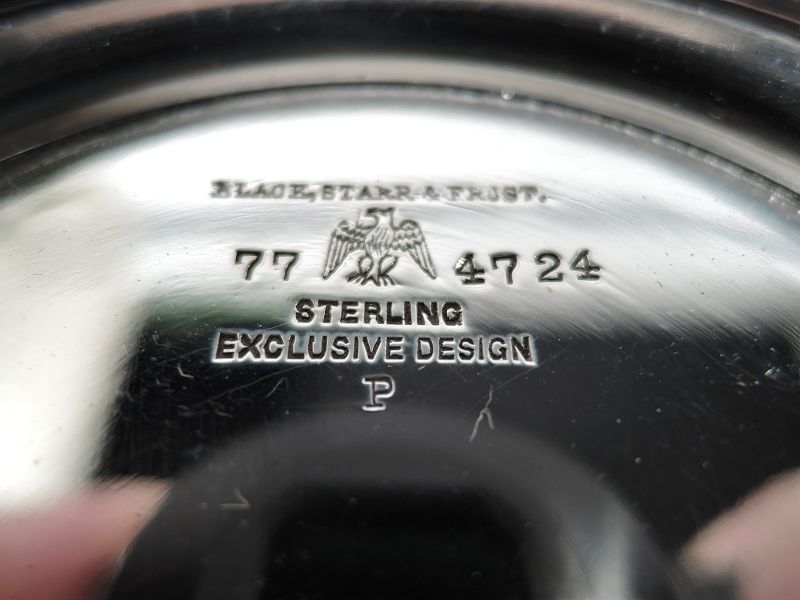 BLACK, STARR & FROST.
77 4724
STERLING
EXCLUSIVE DESIGN
P